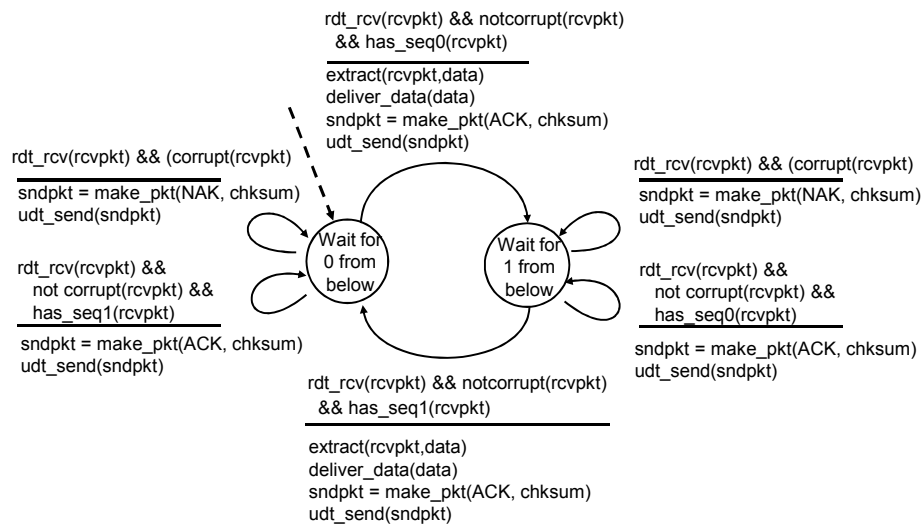 rdt_rcv(rcvpkt) && notcorrupt(rcvpkt)
&& has_seq0(rcvpkt)
extract(rcvpkt,data)
deliver_data(data)
sndpkt = make_pkt(ACK, chksum)
udt_send(sndpkt)
rdt_rcv(rcvpkt) && (corrupt(rcvpkt)
sndpkt = make_pkt(NAK, chksum)
udt_send(sndpkt)
rdt_rcv(rcvpkt) &&
not corrupt(rcvpkt) &&
has_seq1(rcvpkt)
sndpkt = make_pkt(ACK, chksum)
udt_send(sndpkt)
Wait for
0 from
below
Wait for
1 from
below
rdt_rcv(rcvpkt) && (corrupt(rcvpkt)
sndpkt = make_pkt(NAK, chksum)
udt_send(sndpkt)
rdt_rcv(rcvpkt) &&
not corrupt(rcvpkt) &&
has_seq0(rcvpkt)
sndpkt = make_pkt(ACK, chksum)
udt_send(sndpkt)
rdt_rcv(rcvpkt) && notcorrupt(rcvpkt)
&& has_seq1(rcvpkt)
extract(rcvpkt,data)
deliver_data(data)
sndpkt = make_pkt(ACK, chksum)
udt_send(sndpkt)